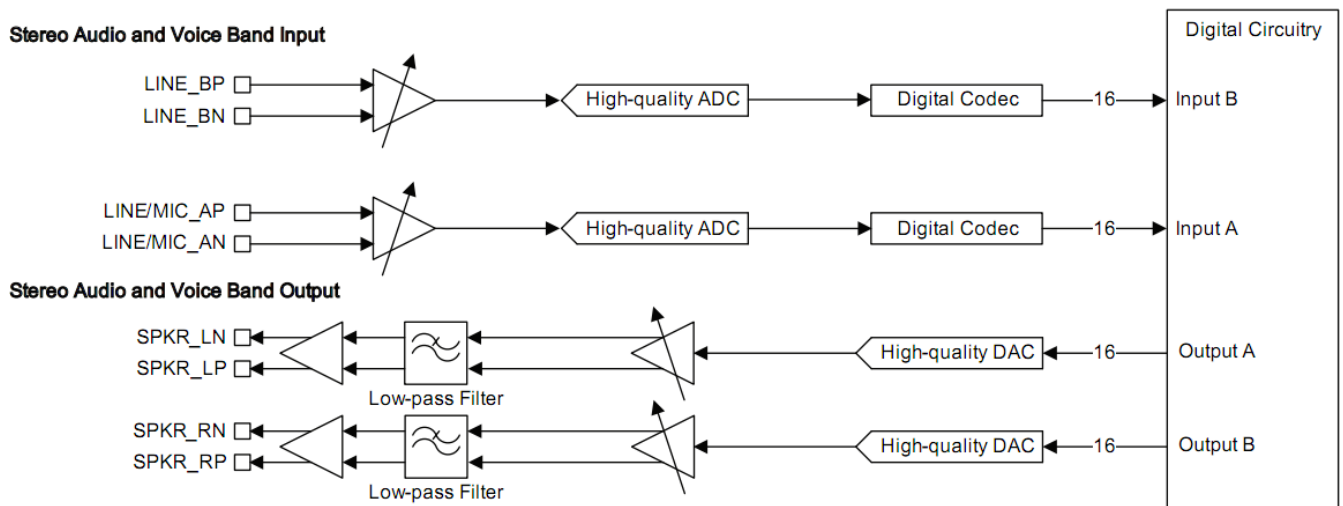 Stereo Audio and Voice Band Input
Digital Circuitry
LINE_BP
LINE_BN
High-quality ADC
Digital Codec
16
Input B
LINE/MIC_AP
LINE/MIC_AN
High-quality ADC
Digital Codec
16
Input A
Stereo Audio and Voice Band Output
SPKR_LN
SPKR_LP
Low-pass Filter
High-quality DAC
16
Output A
SPKR_RN
SPKR_RP
Low-pass Filter
High-quality DAC
16
Output B